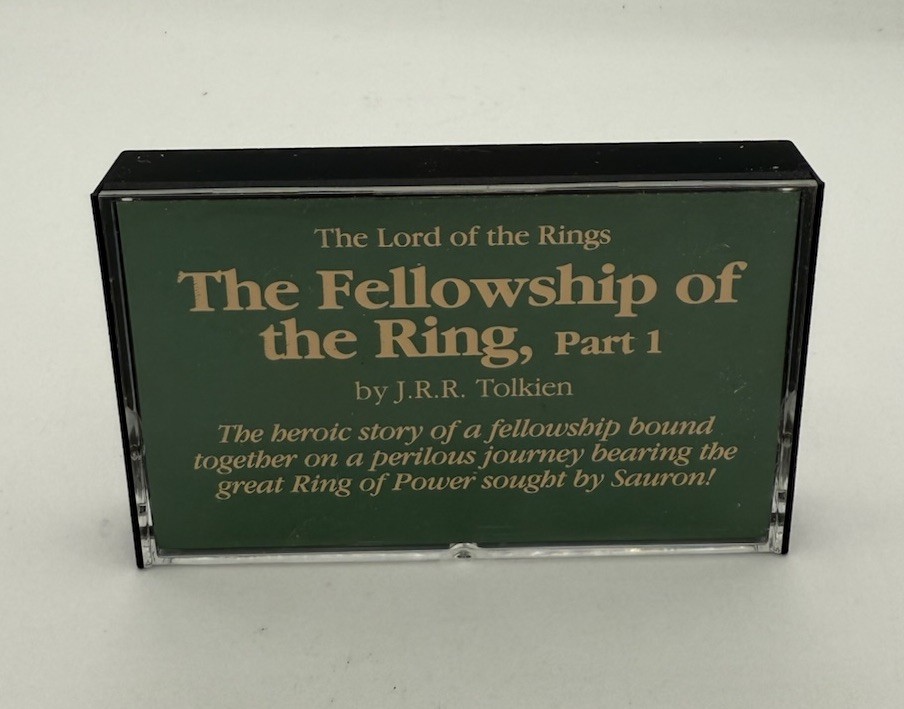 The Lord of the Rings
The Fellowship of
the Ring, Part 1
by J.R.R. Tolkien
The heroic story of a fellowship bound
together on a perilous journey bearing the
great Ring of Power sought by Sauron!